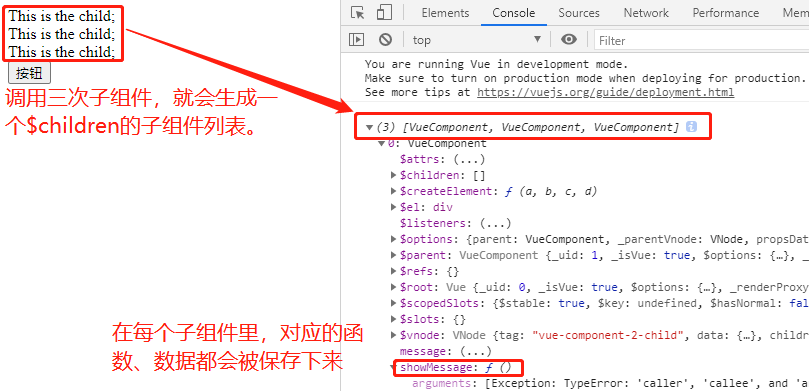 This is the child;
This is the child;
This is the child;
按钮
调用三次子组件，就会生成一
个$children的子组件列表。
在每个子组件里，对应的函
数、数据都会被保存下来
Elements Console Sources Network Performance Memory
top Filter
You are running Vue in development mode.
Make sure to turn on production mode when deploying for production.
See more tips at https://vuejs.org/guide/deployment.html
(3) [VueComponent, VueComponent, VueComponent]
0: VueComponent
$attrs: (...)
$children: []
$createElement: ƒ (a, b, c, d)
$el: div
$listeners: (...)
$options: {parent: VueComponent, _parentVnode: VNode, propsDat
$parent: VueComponent {_uid: 1, _isVue: true, $options: {…}, _
$refs: {}
$root: Vue {_uid: 0, _isVue: true, $options: {…}, _renderProxy
$scopedSlots: {$stable: true, $key: undefined, $hasNormal: fal
$slots: {}
$vnode: VNode {tag: "vue-component-2-child", data: {…}, childr
message: (...)
showMessage: ƒ ()
arguments: [Exception: TypeError: 'caller', 'callee', and 'a